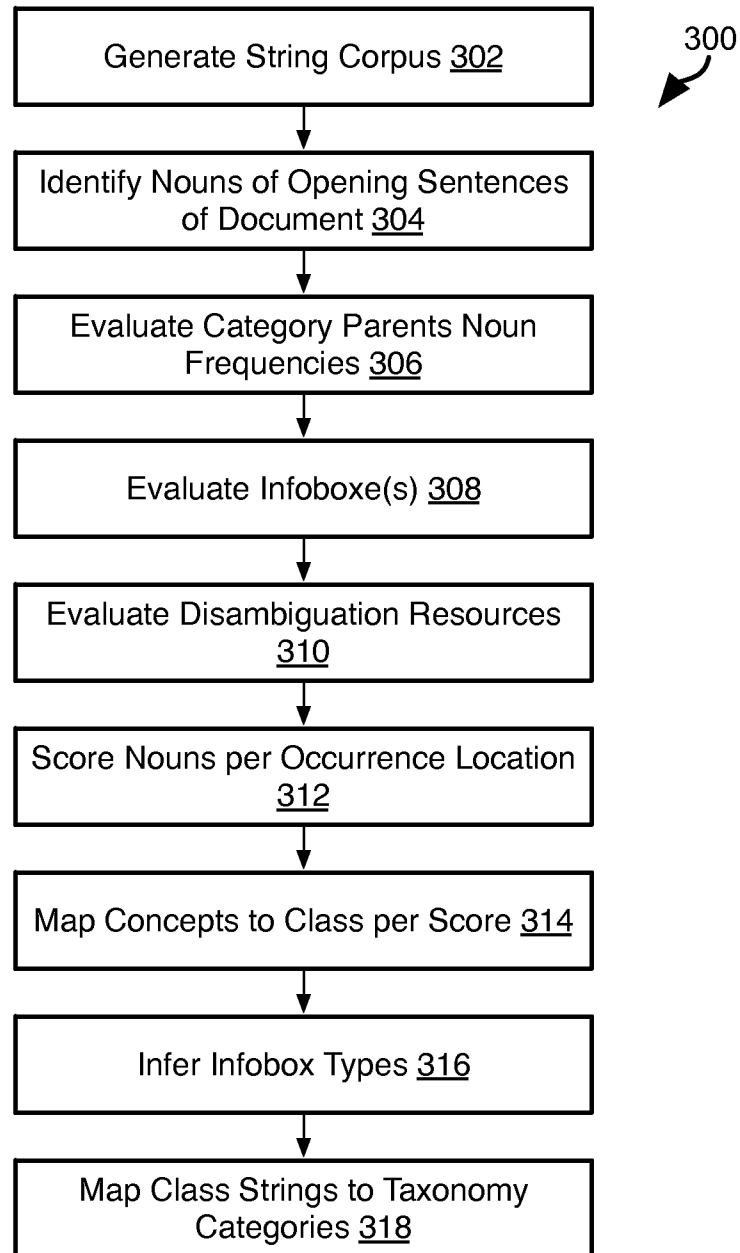 300
Generate String Corpus 302
Identify Nouns of Opening Sentences
of Document 304
Evaluate Category Parents Noun
Frequencies 306
Evaluate Infoboxe(s) 308
Evaluate Disambiguation Resources
310
Score Nouns per Occurrence Location
312
Map Concepts to Class per Score 314
Infer Infobox Types 316
Map Class Strings to Taxonomy
Categories 318